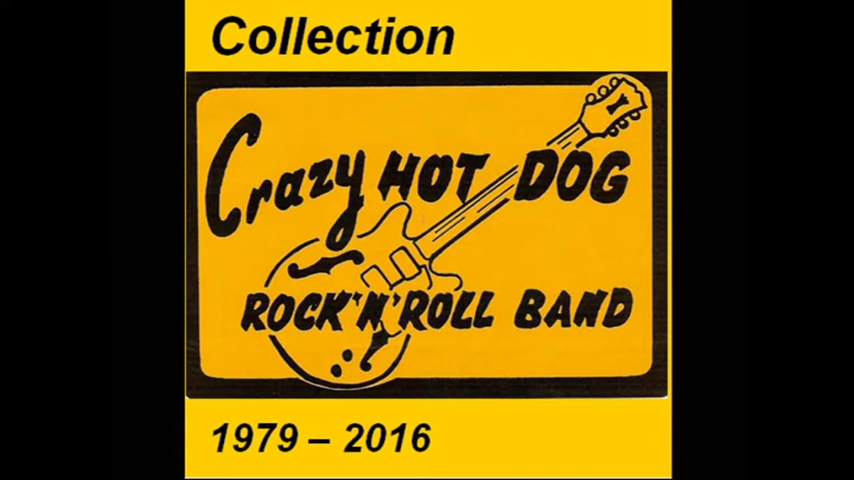 Collection
Crazy HOT DOG
ROCK'N'ROLL BAND
1979 – 2016